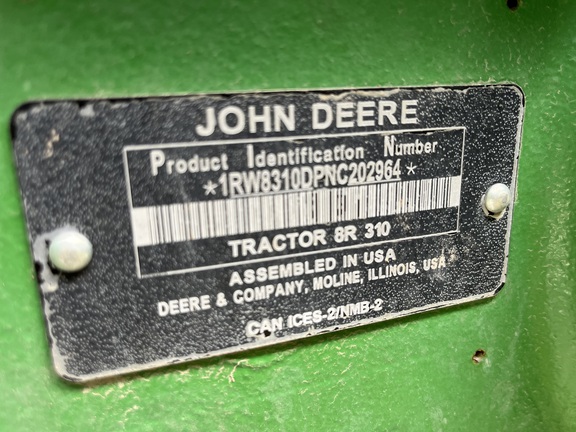 JOHN DEERE
Product Identification Number
*1RW8310DPNC202964*
TRACTOR 8R 310
ASSEMBLED IN USA
DEERE & COMPANY, MOLINE, ILLINOIS, USA
CAN ICES-2/NMB-2